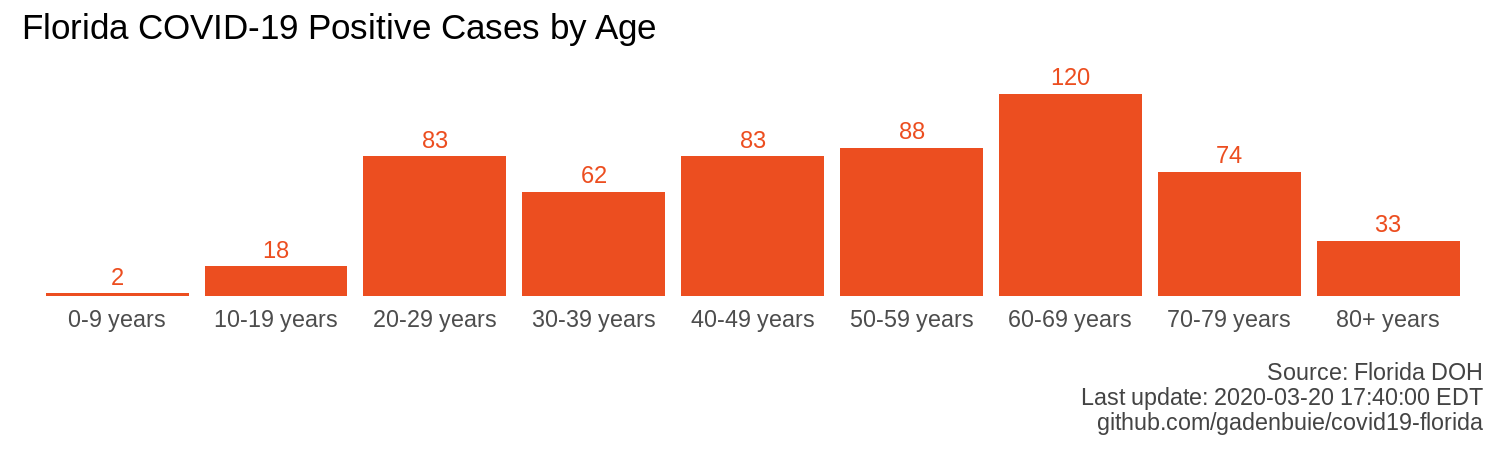 Florida COVID-19 Positive Cases by Age
2
18
83
62
83
88
120
74
33
0-9 years
10-19 years
20-29 years
30-39 years
40-49 years
50-59 years
60-69 years
70-79 years
80+ years
Source: Florida DOH
Last update: 2020-03-20 17:40:00 EDT
github.com/gadenbuie/covid19-florida